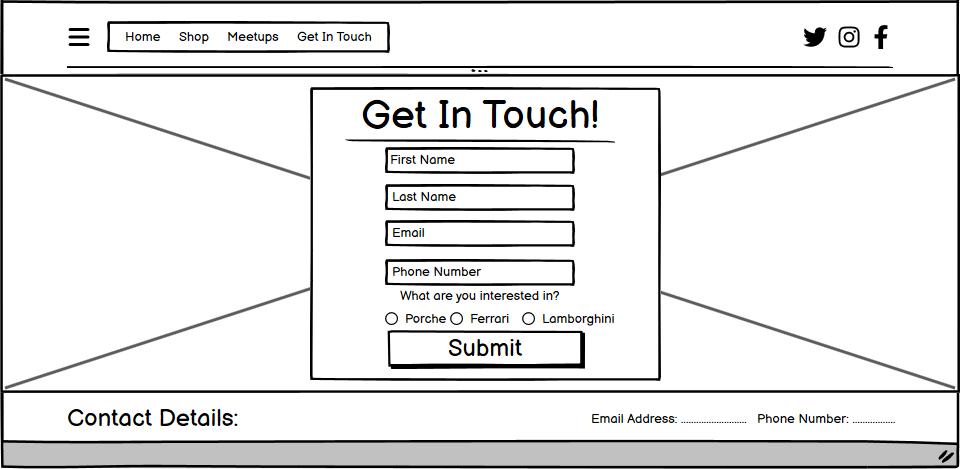 Home Shop Meetups Get In Touch
Get In Touch!
First Name
Last Name
Email
Phone Number
What are you interested in?
Porche Ferrari Lamborghini
Submit
Contact Details: Email Address: .......................... Phone Number: .................